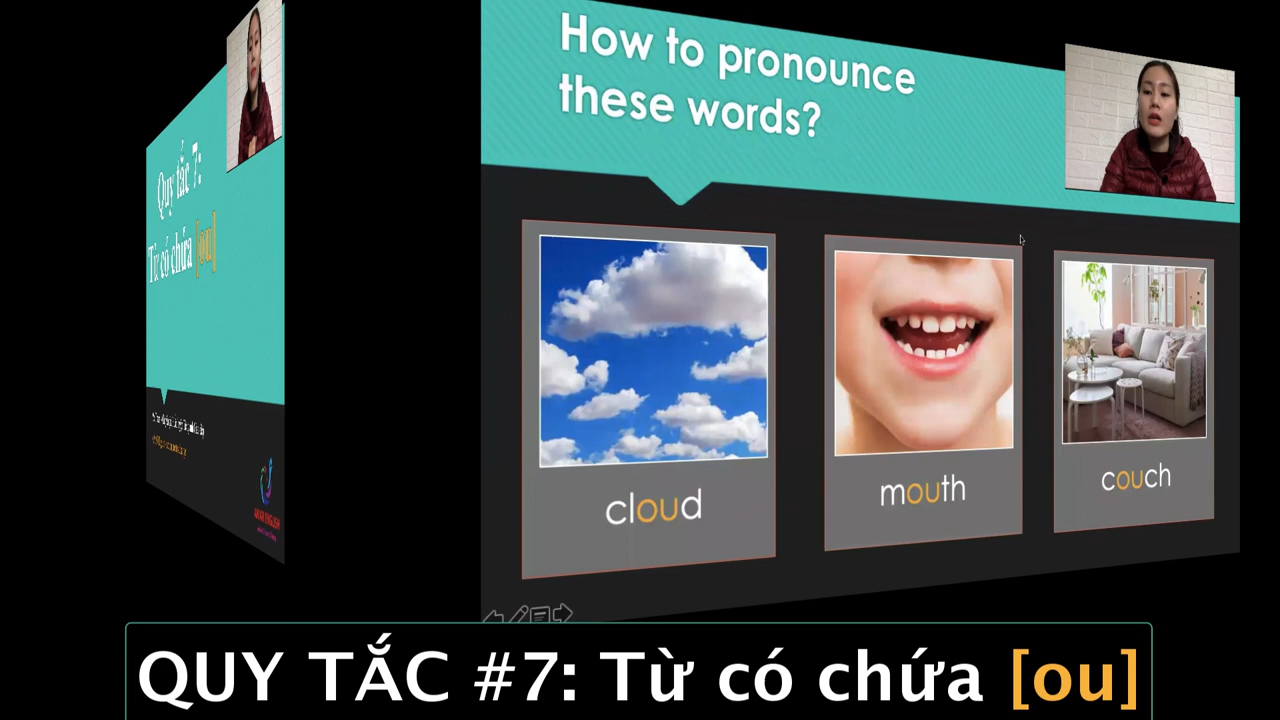 Quy tắc 7:
Từ có chứa [ou]
How to pronounce
these words?
cloud
mouth
couch
QUY TẮC #7: Từ có chứa [ou]